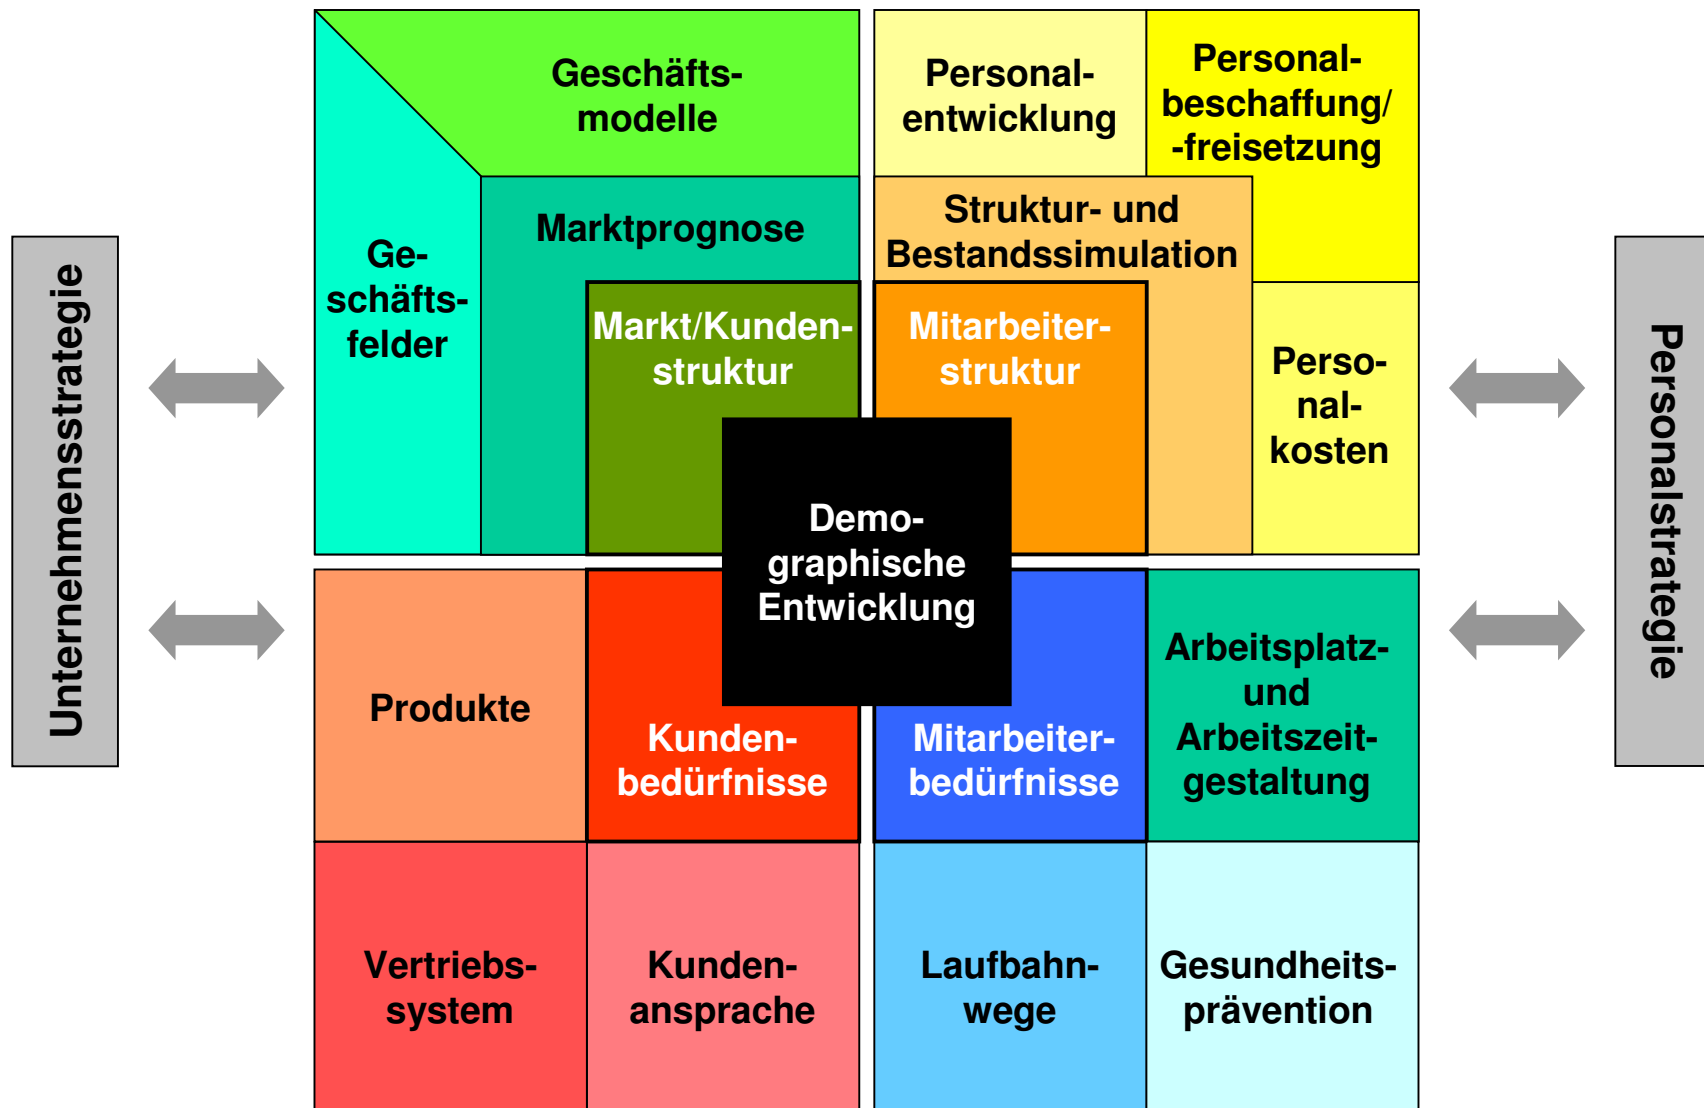 Unternehmensstrategie
Geschäfts-
modelle
Ge-
schäfts-
felder
Marktprognose
Markt/Kunden-
struktur
Personal-
entwicklung
Personal-
beschaffung/
-freisetzung
Struktur- und
Bestandssimulation
Mitarbeiter-
struktur
Perso-
nal-
kosten
Demo-
graphische
Entwicklung
Produkte
Kunden-
bedürfnisse
Mitarbeiter-
bedürfnisse
Arbeitsplatz-
und
Arbeitszeit-
gestaltung
Vertriebs-
system
Kunden-
ansprache
Laufbahn-
wege
Gesundheits-
prävention
Personalstrategie